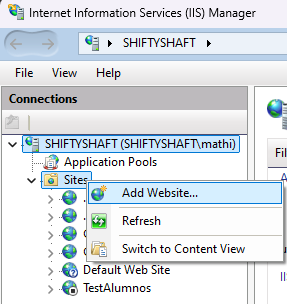 Internet Information Services (IIS) Manager
SHIFTYSHAFT
File View
Connections
SHIFTYSHAFT (SHIFTYSHAFT\mathi)
Application Pools
Sites
Add Website...
Refresh
Switch to Content View
Default Web Site
TestAlumnos